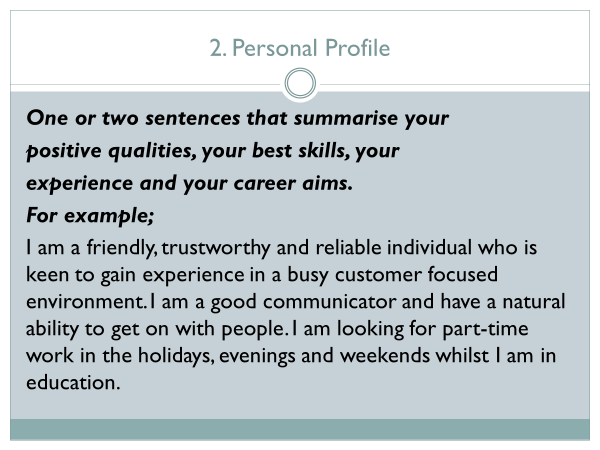 2. Personal Profile
One or two sentences that summarise your
positive qualities, your best skills, your
experience and your career aims.
For example;
I am a friendly, trustworthy and reliable individual who is
keen to gain experience in a busy customer focused
environment. I am a good communicator and have a natural
ability to get on with people. I am looking for part-time
work in the holidays, evenings and weekends whilst I am in
education.